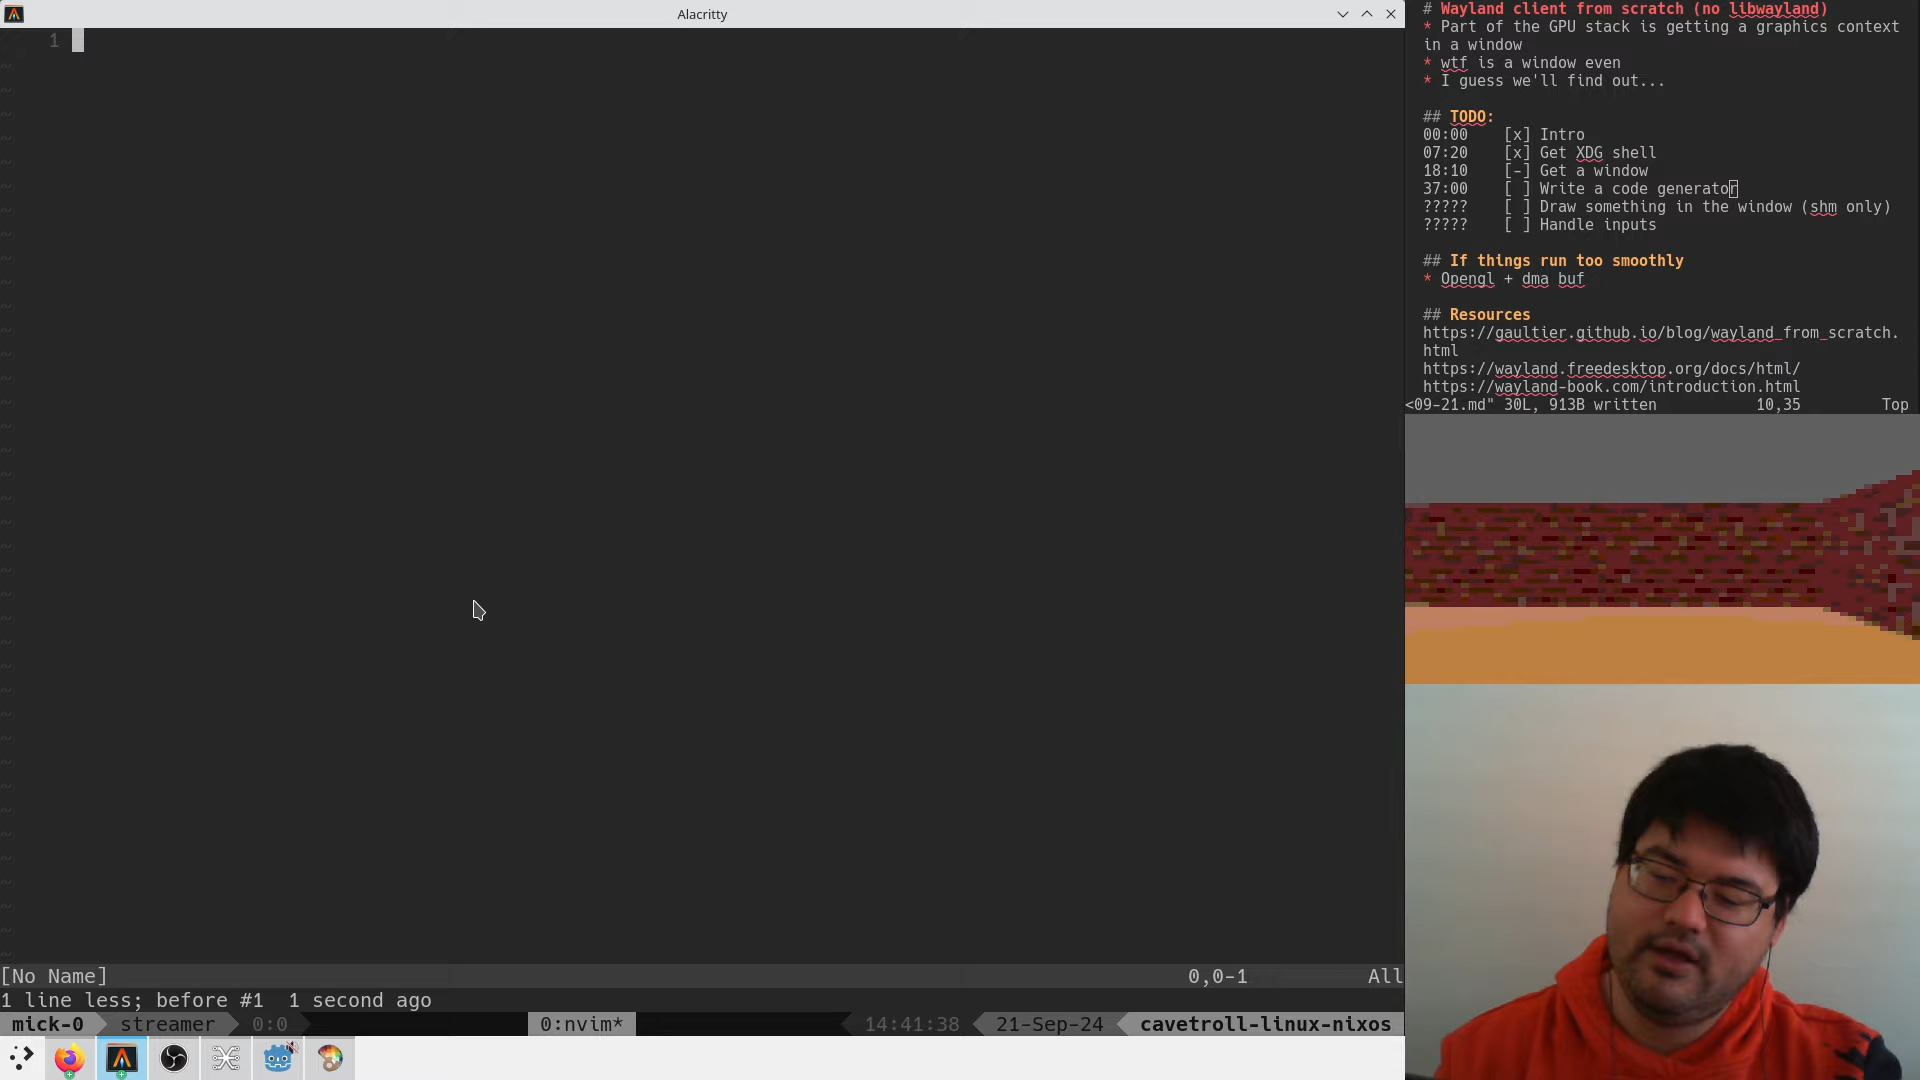 Alacritty
1
[No Name]
0,0-1
All
1 line less; before #1  1 second ago
mick-0
streamer
0:0
0:nvim*
14:41:38
21-Sep-24
cavetroll-linux-nixos
# Wayland client from scratch (no libwayland)
* Part of the GPU stack is getting a graphics context
in a window
* wtf is a window even
* I guess we'll find out...
## TODO:
00:00    [x] Intro
07:20    [x] Get XDG shell
18:10    [-] Get a window
37:00    [ ] Write a code generator
?????    [ ] Draw something in the window (shm only)
?????    [ ] Handle inputs
## If things run too smoothly
* Opengl + dma buf
## Resources
https://gaultier.github.io/blog/wayland_from_scratch.
html
https://wayland.freedesktop.org/docs/html/
https://wayland-book.com/introduction.html
<09-21.md" 30L, 913B written
10,35
Top